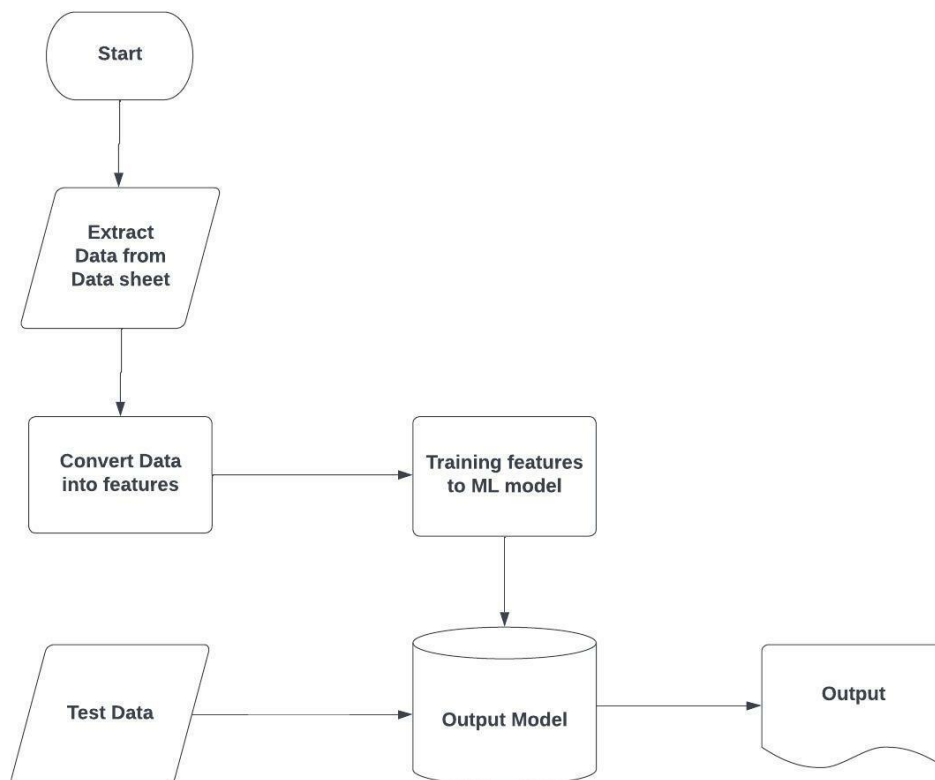 Start
Extract
Data from
Data sheet
Convert Data
into features
Training features
to ML model
Test Data
Output Model
Output